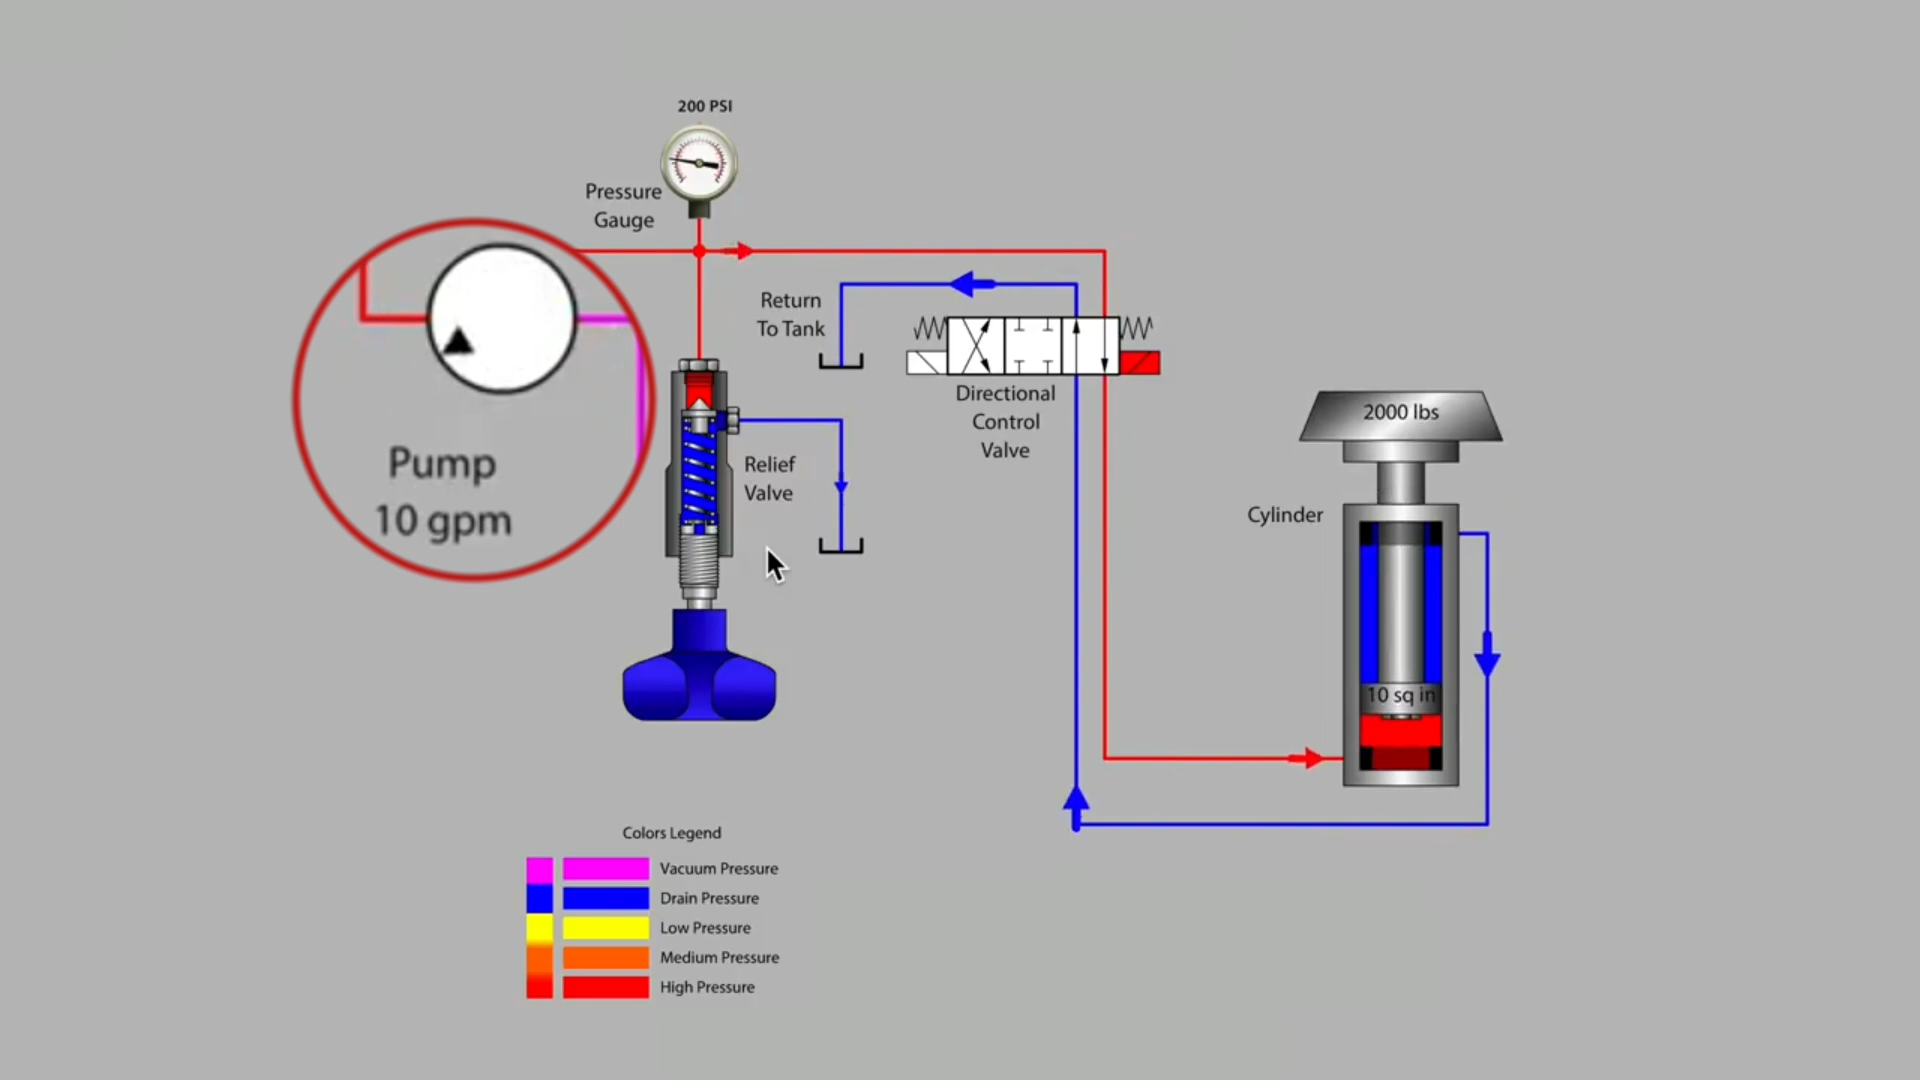 200 PSI
Pressure
Gauge
Return
To Tank
Directional
Control
Valve
2000 lbs
Pump
10 gpm
Relief
Valve
Cylinder
10 sq in
Colors Legend
Vacuum Pressure
Drain Pressure
Low Pressure
Medium Pressure
High Pressure